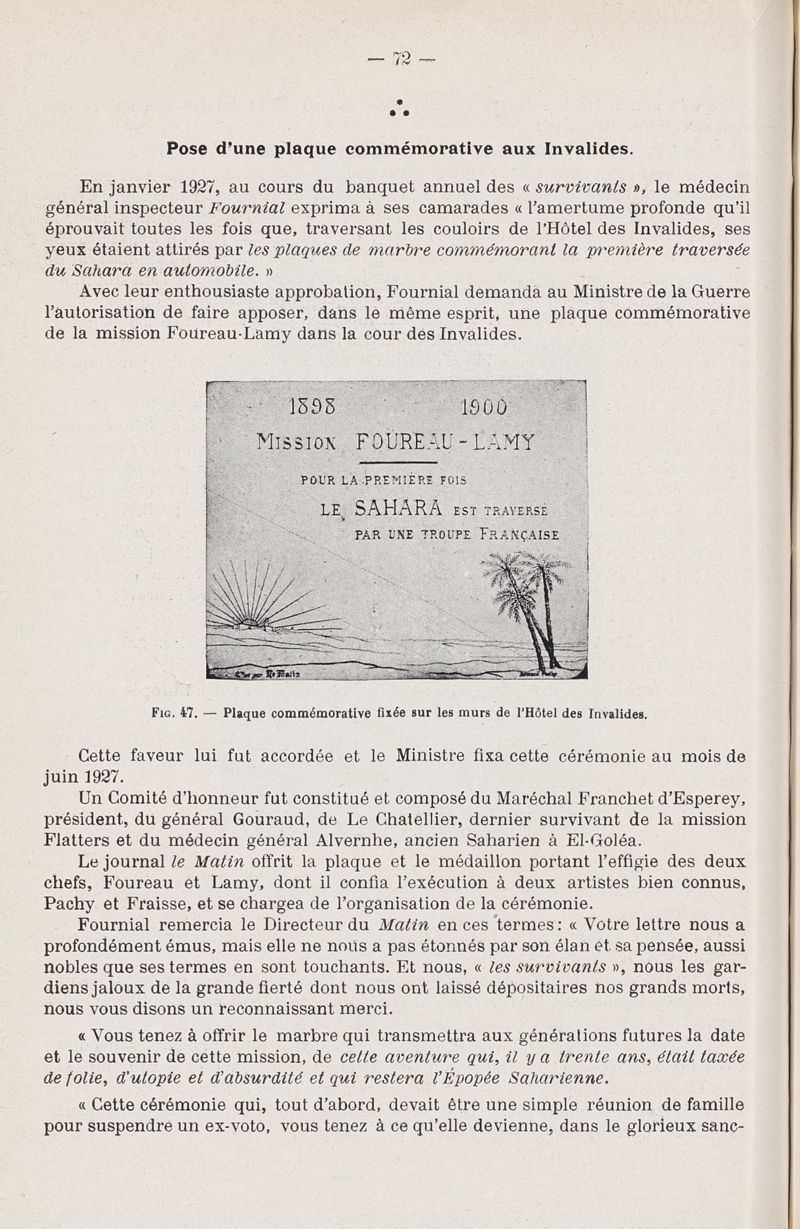 — 72 —
Pose d'une plaque commémorative aux Invalides.
En janvier 1927, au cours du banquet annuel des « survivants », le médecin
général inspecteur Fournial exprima à ses camarades « l'amertume profonde qu'il
éprouvait toutes les fois que, traversant les couloirs de l'Hôtel des Invalides, ses
yeux étaient attirés par les plaques de marbre commémorant la première traversée
du Sahara en automobile. »
Avec leur enthousiaste approbation, Fournial demanda au Ministre de la Guerre
l'autorisation de faire apposer, dans le même esprit, une plaque commémorative
de la mission Foureau-Lamy dans la cour des Invalides.
1898 1900
MISSION FOUREAU-LAMY
POUR LA PREMIÈRE FOIS
LE SAHARA EST TRAVERSÉ
PAR UNE TROUPE FRANÇAISE
FIG. 47. — Plaque commémorative fixée sur les murs de l'Hôtel des Invalides.
Cette faveur lui fut accordée et le Ministre fixa cette cérémonie au mois de
juin 1927.
Un Comité d'honneur fut constitué et composé du Maréchal Franchet d'Esperey,
président, du général Gouraud, de Le Chatellier, dernier survivant de la mission
Flatters et du médecin général Alvernhe, ancien Saharien à El-Goléa.
Le journal le Matin offrit la plaque et le médaillon portant l'effigie des deux
chefs, Foureau et Lamy, dont il confia l'exécution à deux artistes bien connus,
Pachy et Fraisse, et se chargea de l'organisation de la cérémonie.
Fournial remercia le Directeur du Matin en ces termes : « Votre lettre nous a
profondément émus, mais elle ne nous a pas étonnés par son élan et sa pensée, aussi
nobles que ses termes en sont touchants. Et nous, « les survivants », nous les gar-
diens jaloux de la grande fierté dont nous ont laissé dépositaires nos grands morts,
nous vous disons un reconnaissant merci.
« Vous tenez à offrir le marbre qui transmettra aux générations futures la date
et le souvenir de cette mission, de cette aventure qui, il y a trente ans, était taxée
de folie, d'utopie et d'absurdité et qui restera l'Épopée Saharienne.
« Cette cérémonie qui, tout d'abord, devait être une simple réunion de famille
pour suspendre un ex-voto, vous tenez à ce qu'elle devienne, dans le glorieux sanc-